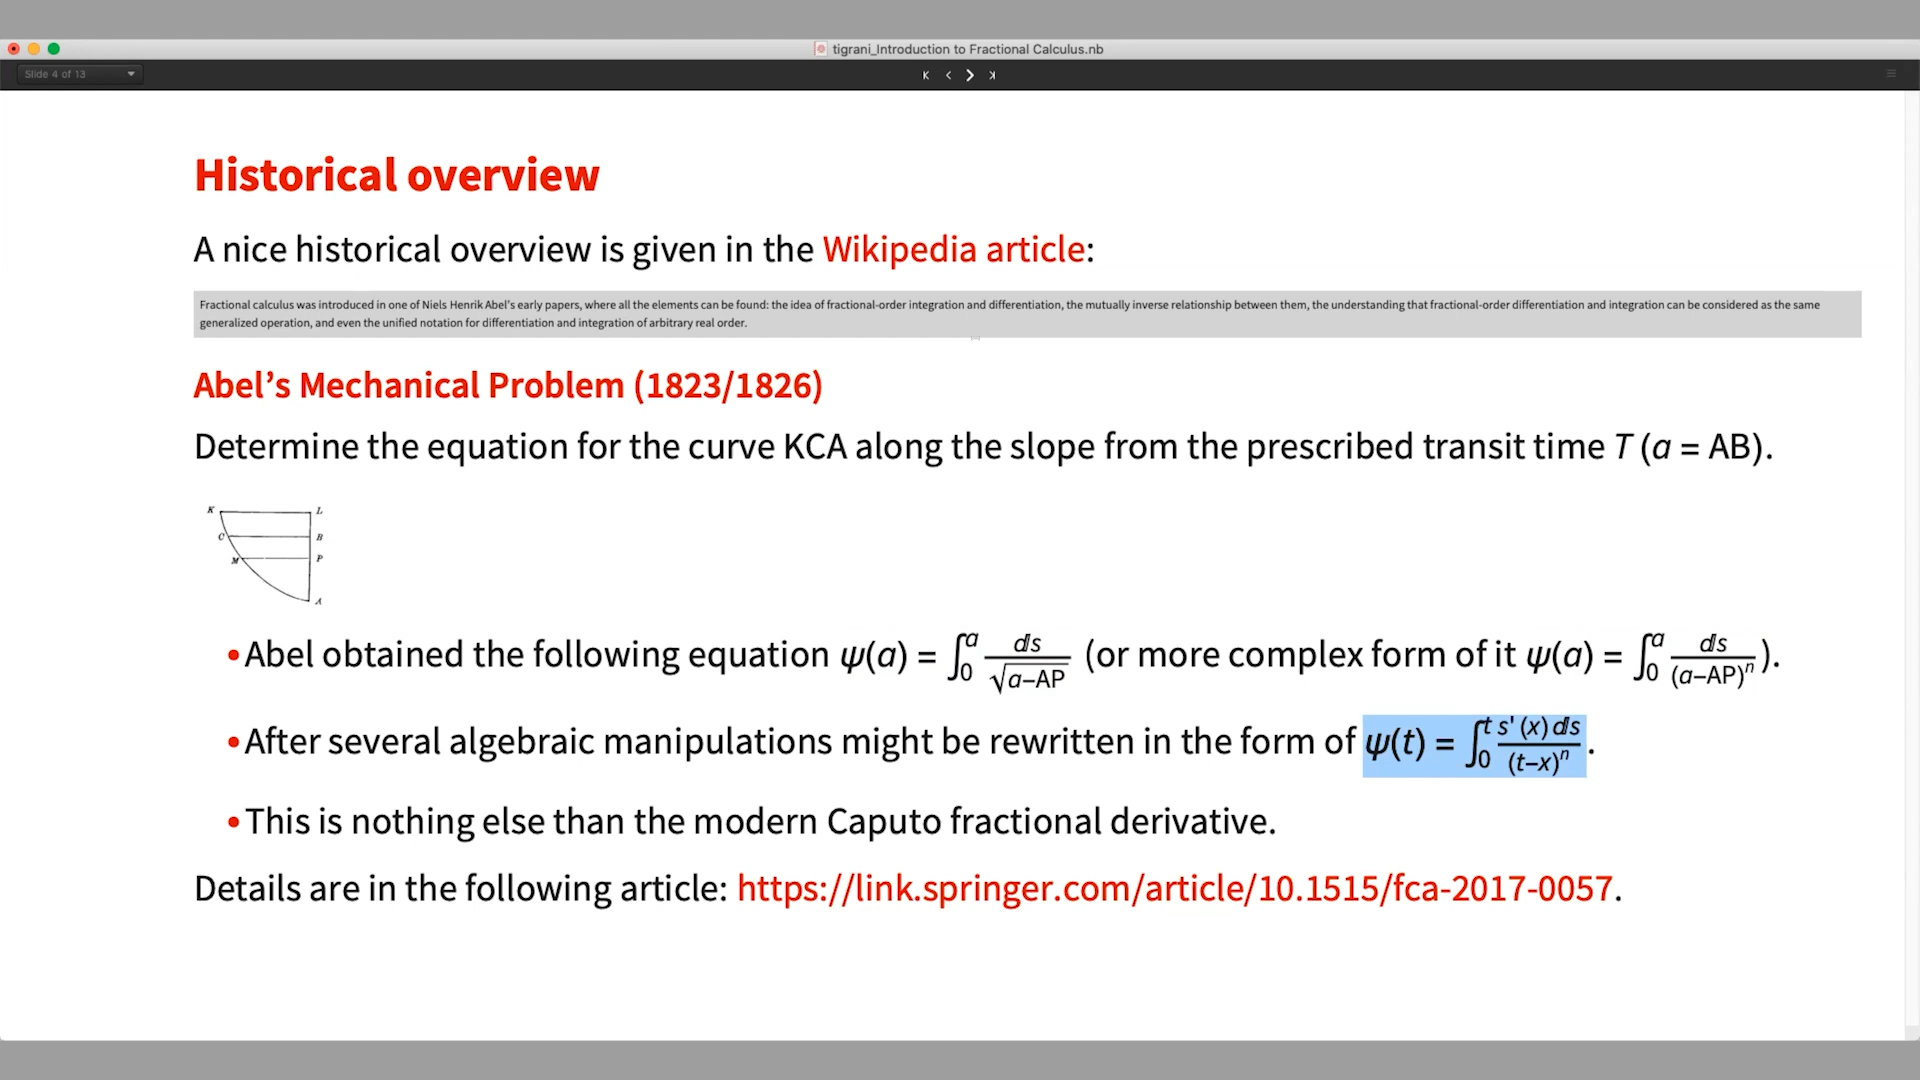 tigrani_Introduction to Fractional Calculus.nb
Slide 4 of 13
Historical overview
A nice historical overview is given in the Wikipedia article:
Fractional calculus was introduced in one of Niels Henrik Abel's early papers, where all the elements can be found: the idea of fractional-order integration and differentiation, the mutually inverse relationship between them, the understanding that fractional-order differentiation and integration can be considered as the same
generalized operation, and even the unified notation for differentiation and integration of arbitrary real order.
Abel's Mechanical Problem (1823/1826)
Determine the equation for the curve KCA along the slope from the prescribed transit time T (a = AB).
K L
C B
M P
A
•Abel obtained the following equation ψ(a) = ∫₀ᵃ ds/√(a–AP) (or more complex form of it ψ(a) = ∫₀ᵃ ds/(a–AP)ⁿ).
•After several algebraic manipulations might be rewritten in the form of ψ(t) = ∫₀ᵗ s'(x) ds/(t–x)ⁿ.
•This is nothing else than the modern Caputo fractional derivative.
Details are in the following article: https://link.springer.com/article/10.1515/fca-2017-0057.